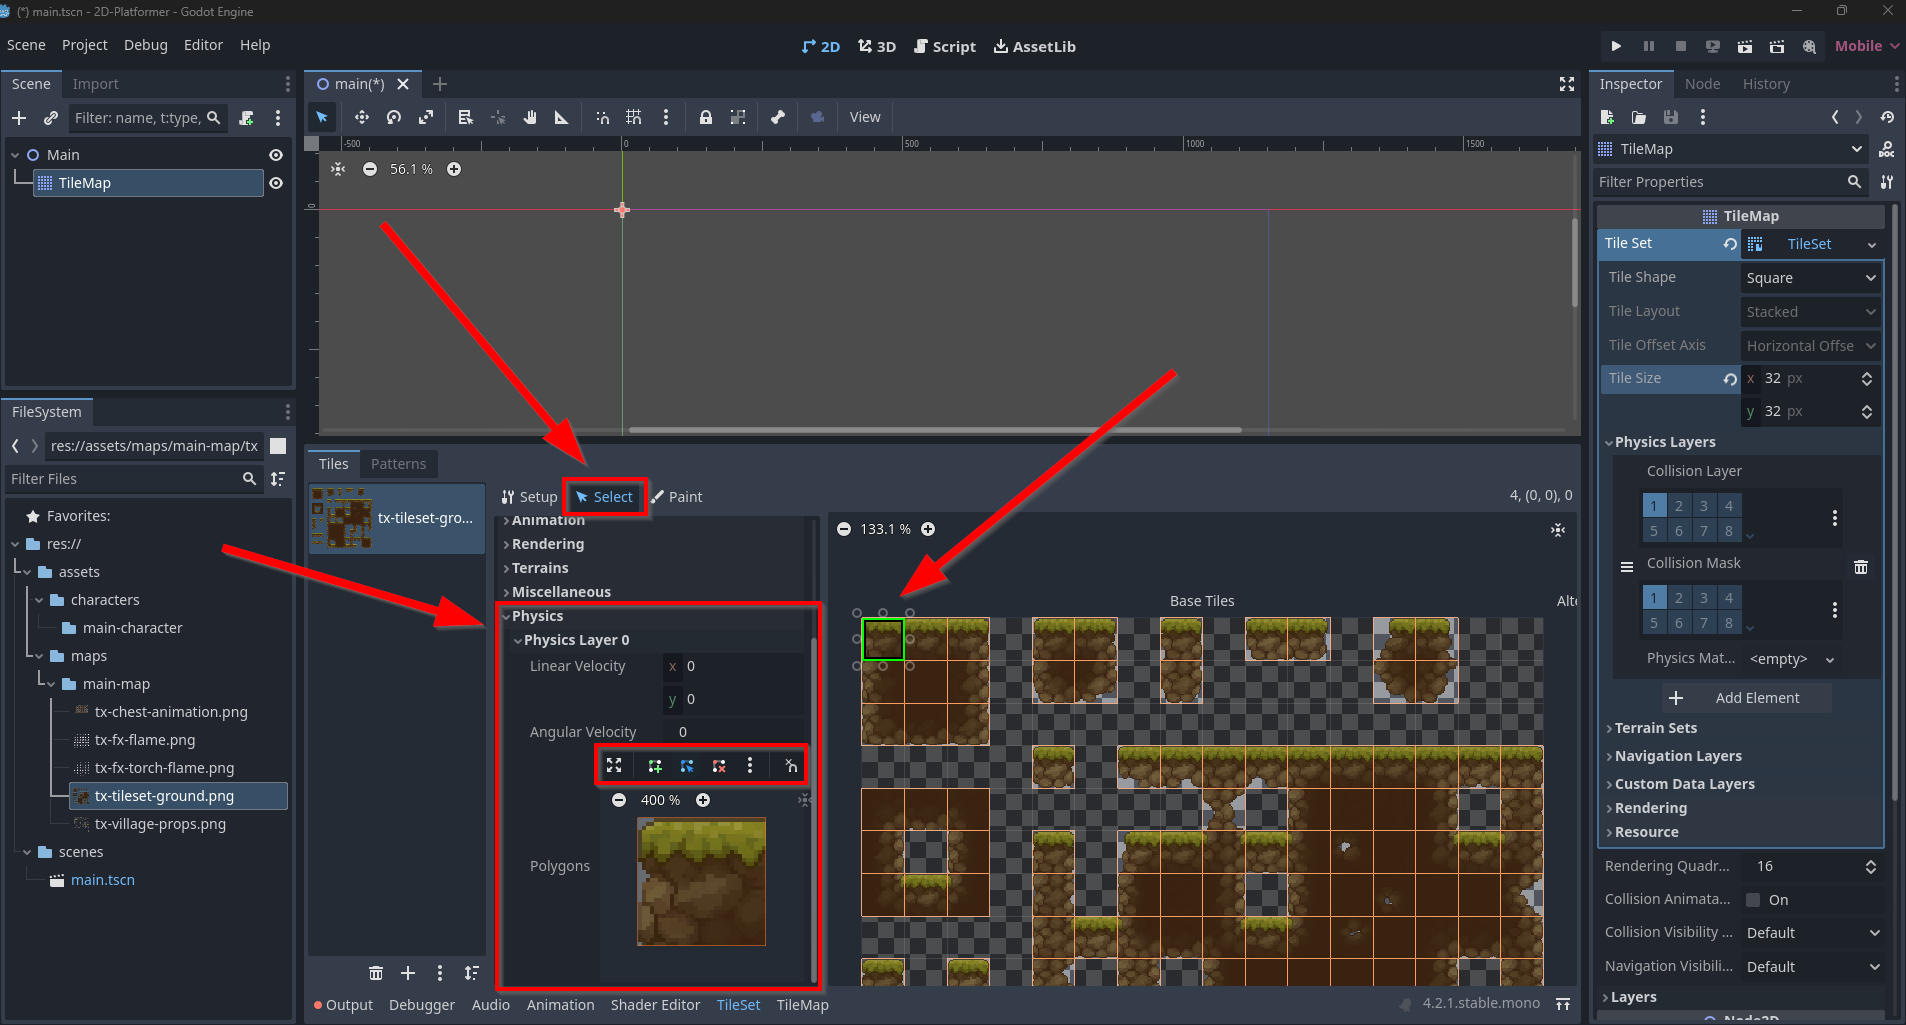 (*) main.tscn - 2D-Platformer - Godot Engine
Scene Project Debug Editor Help
2D 3D Script AssetLib
Mobile
Scene Import
Filter: name, t:type,
Main
TileMap
FileSystem
res://assets/maps/main-map/tx
Filter Files
Favorites:
res://
assets
characters
main-character
maps
main-map
tx-chest-animation.png
tx-fx-flame.png
tx-fx-torch-flame.png
tx-tileset-ground.png
tx-village-props.png
scenes
main.tscn
main(*)
View
-500 0 500 1000 1500
0
56.1 %
Tiles Patterns
tx-tileset-gro...
Setup Select Paint
4, (0, 0), 0
Animation
Rendering
Terrains
Miscellaneous
Physics
Physics Layer 0
Linear Velocity x 0
y 0
Angular Velocity 0
400 %
Polygons
133.1 %
Base Tiles
Alte
Output Debugger Audio Animation Shader Editor TileSet TileMap
4.2.1.stable.mono
Inspector Node History
TileMap
Filter Properties
TileMap
Tile Set TileSet
Tile Shape Square
Tile Layout Stacked
Tile Offset Axis Horizontal Offse
Tile Size x 32 px
y 32 px
Physics Layers
Collision Layer
1 2 3 4
5 6 7 8
Collision Mask
1 2 3 4
5 6 7 8
Physics Mat... <empty>
Add Element
Terrain Sets
Navigation Layers
Custom Data Layers
Rendering
Resource
Rendering Quadr... 16
Collision Animata... On
Collision Visibility ... Default
Navigation Visibili... Default
Layers
Node2D